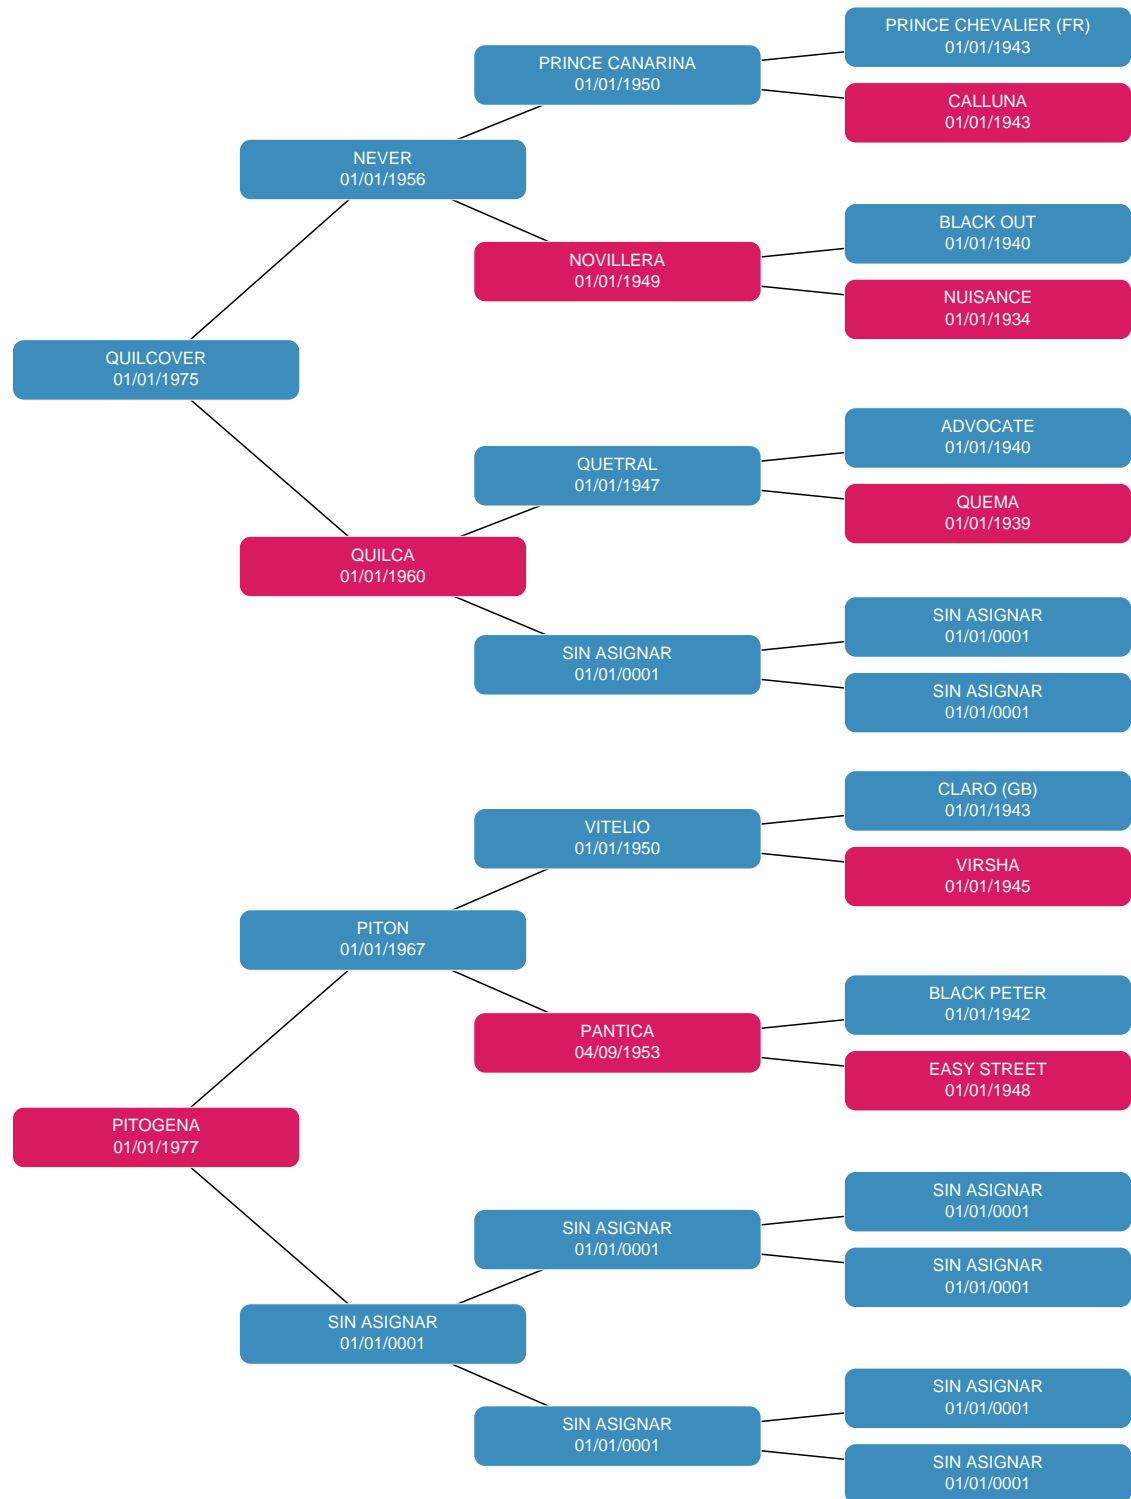 PRINCE CHEVALIER (FR)
01/01/1943
PRINCE CANARINA
01/01/1950
CALLUNA
01/01/1943
NEVER
01/01/1956
BLACK OUT
01/01/1940
NOVILLERA
01/01/1949
NUISANCE
01/01/1934
QUILCOVER
01/01/1975
ADVOCATE
01/01/1940
QUETRAL
01/01/1947
QUEMA
01/01/1939
QUILCA
01/01/1960
SIN ASIGNAR
01/01/0001
SIN ASIGNAR
01/01/0001
SIN ASIGNAR
01/01/0001
CLARO (GB)
01/01/1943
VITELIO
01/01/1950
VIRSHA
01/01/1945
PITON
01/01/1967
BLACK PETER
01/01/1942
PANTICA
04/09/1953
EASY STREET
01/01/1948
PITOGENA
01/01/1977
SIN ASIGNAR
01/01/0001
SIN ASIGNAR
01/01/0001
SIN ASIGNAR
01/01/0001
SIN ASIGNAR
01/01/0001
SIN ASIGNAR
01/01/0001
SIN ASIGNAR
01/01/0001
SIN ASIGNAR
01/01/0001